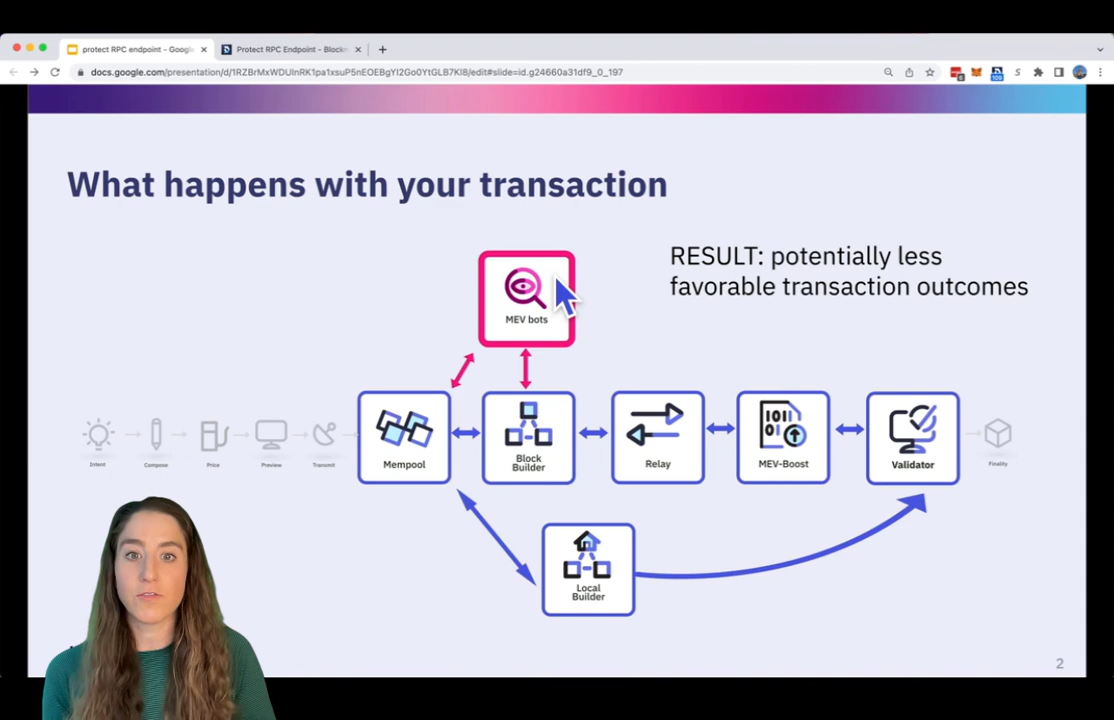 protect RPC endpoint - Google
Protect RPC Endpoint - Blockn
docs.google.com/presentation/d/1RZBrMxWDUInRK1pa1xsuP5nEOEBgYI2Go0YtGLB7KI8/edit#slide=id.g24660a31df9_0_197
What happens with your transaction
RESULT: potentially less
favorable transaction outcomes
MEV bots
Intent
Compose
Price
Preview
Transmit
Mempool
Block
Builder
Relay
MEV-Boost
Validator
Finality
Local
Builder
2